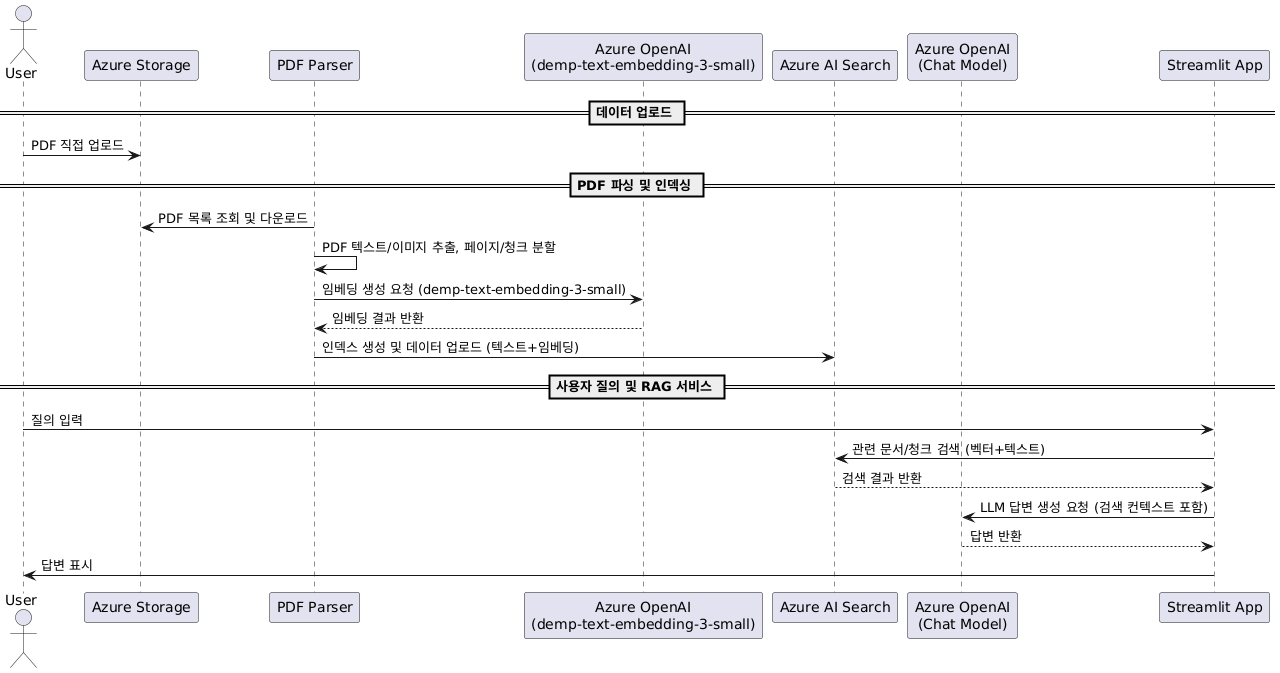 User
Azure Storage
PDF Parser
Azure OpenAI
(demp-text-embedding-3-small)
Azure AI Search
Azure OpenAI
(Chat Model)
Streamlit App
데이터 업로드
PDF 직접 업로드
PDF 파싱 및 인덱싱
PDF 목록 조회 및 다운로드
PDF 텍스트/이미지 추출, 페이지/청크 분할
임베딩 생성 요청 (demp-text-embedding-3-small)
임베딩 결과 반환
인덱스 생성 및 데이터 업로드 (텍스트+임베딩)
사용자 질의 및 RAG 서비스
질의 입력
관련 문서/청크 검색 (벡터+텍스트)
검색 결과 반환
LLM 답변 생성 요청 (검색 컨텍스트 포함)
답변 반환
답변 표시
User
Azure Storage
PDF Parser
Azure OpenAI
(demp-text-embedding-3-small)
Azure AI Search
Azure OpenAI
(Chat Model)
Streamlit App